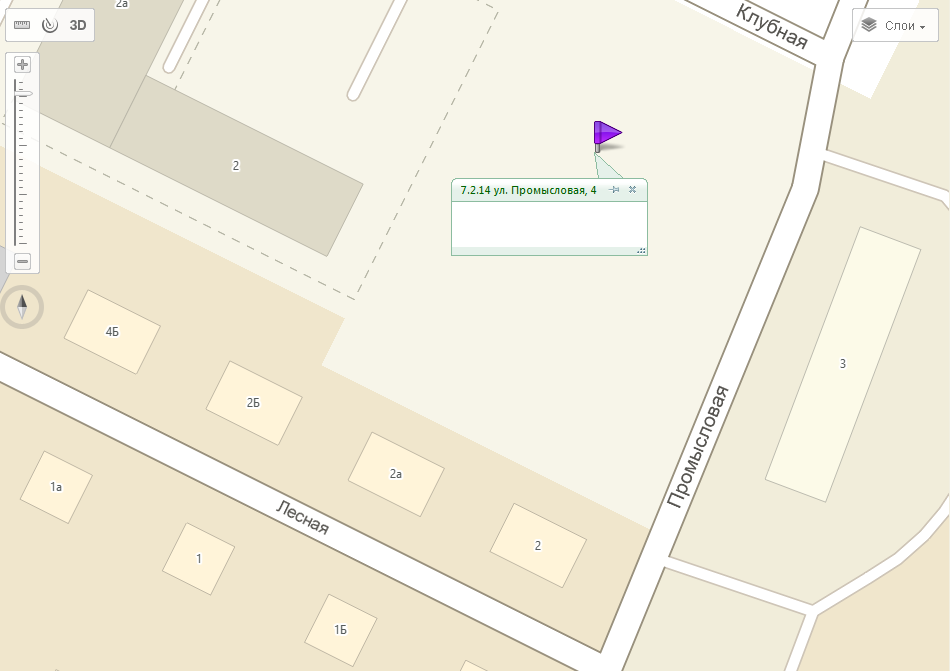 2а
3D
Клубная
Слои
2
7.2.14 ул. Промысловая, 4
4Б
2Б
3
2а
Промысловая
1а
Лесная
2
1
1Б